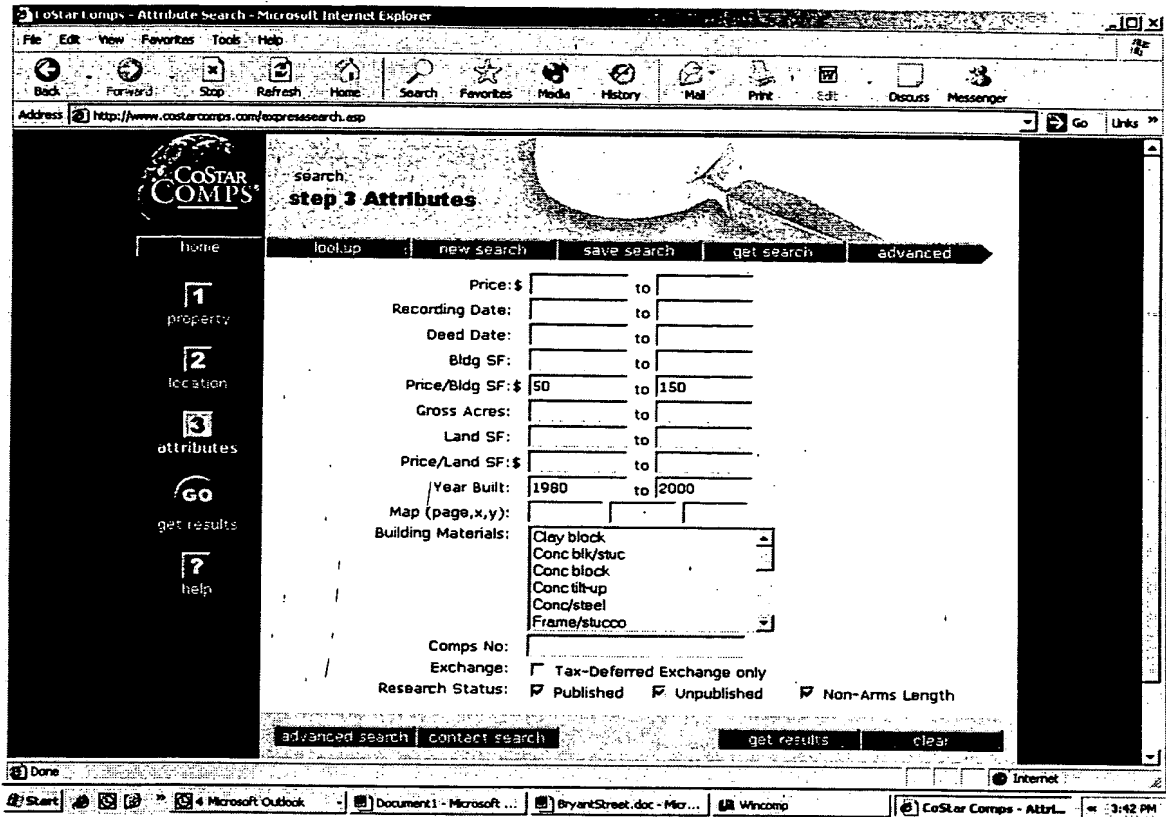 CoStar Comps - Attribute Search - Microsoft Internet Explorer
File Edit View Favorites Tools Help
Back Forward Stop Refresh Home Search Favorites Media History Mail Print Edit Discuss Messenger
Address http://www.costarcomps.com/expresssearch.asp Go Links »
COSTAR COMPS®
search
step 3 Attributes
home lookup new search save search get search advanced
1 property
2 location
3 attributes
GO get results
? help
Price: $ to
Recording Date: to
Deed Date: to
Bldg SF: to
Price/Bldg SF: $ 50 to 150
Gross Acres: to
Land SF: to
Price/Land SF: $ to
Year Built: 1980 to 2000
Map (page,x,y):
Building Materials: Clay block
Conc blk/stuc
Conc block
Conc tilt-up
Conc/steel
Frame/stucco
Comps No:
Exchange: Tax-Deferred Exchange only
Research Status: Published Unpublished Non-Arms Length
advanced search contact search get results clear
Done Internet
Start » 4 Microsoft Outlook Document1 - Microsoft ... BryantStreet.doc - Micr... Wincomp CoStar Comps - Attri... « 3:42 PM